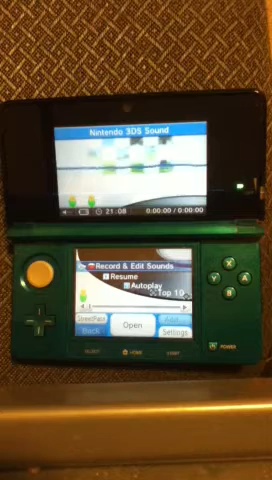 Nintendo 3DS Sound
21:08 0:00.00 / 0:00.00
Record & Edit Sounds
Resume
Autoplay
Top 10
StreetPass
Open
Back
Settings
X
Y A
B
SELECT HOME START POWER